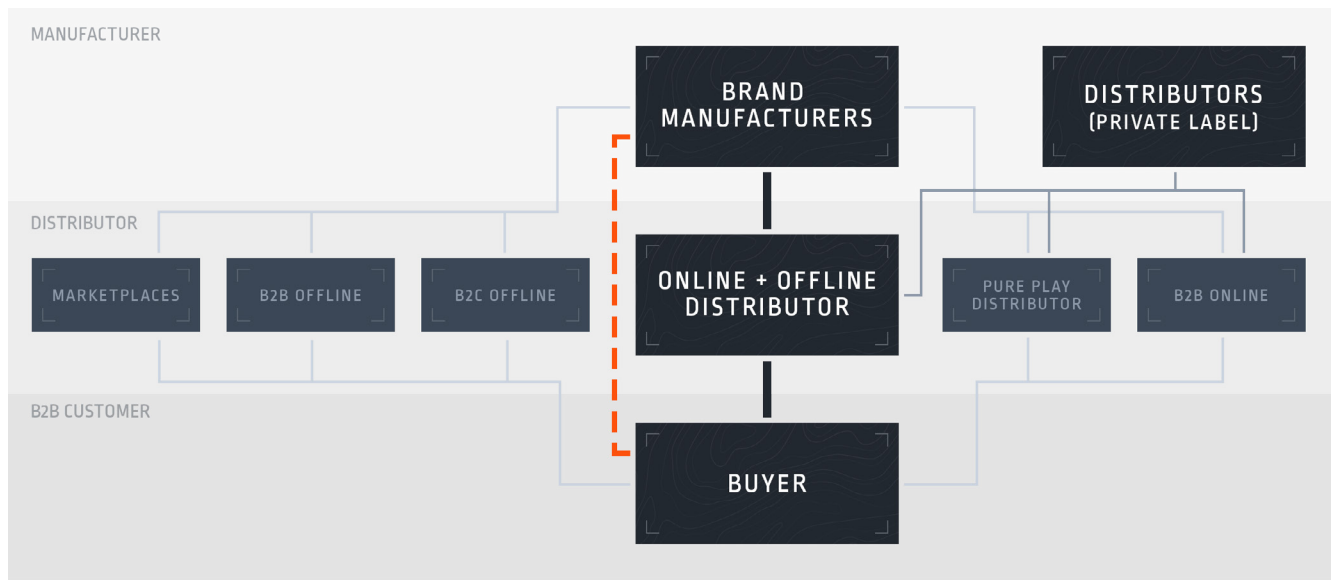 MANUFACTURER
BRAND
MANUFACTURERS
DISTRIBUTORS
(PRIVATE LABEL)
DISTRIBUTOR
MARKETPLACES
B2B OFFLINE
B2C OFFLINE
ONLINE + OFFLINE
DISTRIBUTOR
PURE PLAY
DISTRIBUTOR
B2B ONLINE
B2B CUSTOMER
BUYER